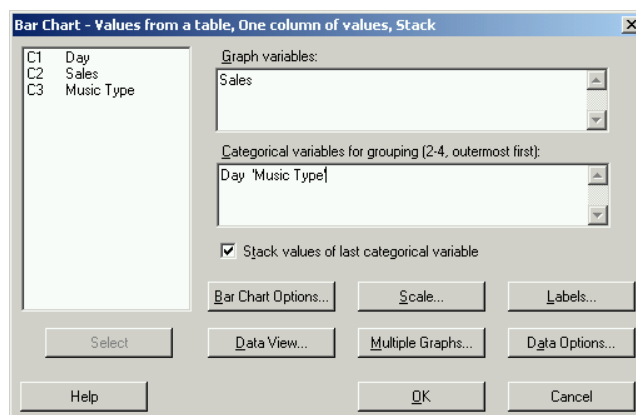 Bar Chart - Values from a table, One column of values, Stack
C1 Day
C2 Sales
C3 Music Type
Graph variables:
Sales
Categorical variables for grouping (2-4, outermost first):
Day 'Music Type'
Stack values of last categorical variable
Bar Chart Options... Scale... Labels...
Select Data View... Multiple Graphs... Data Options...
Help OK Cancel